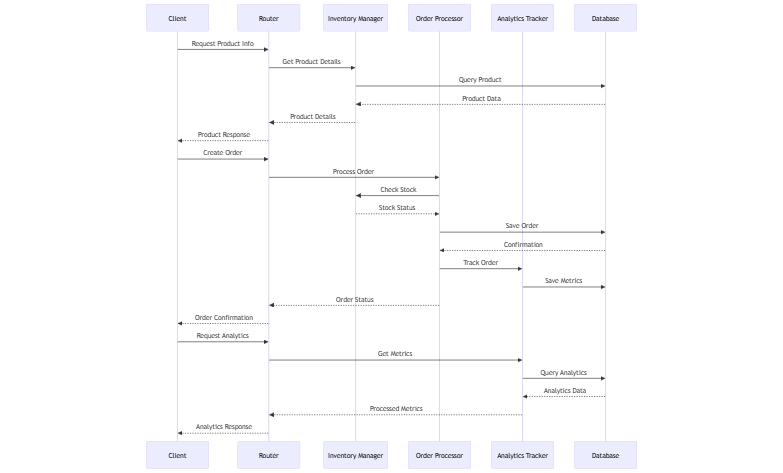 Client Router Inventory Manager Order Processor Analytics Tracker Database
Request Product Info
Get Product Details
Query Product
Product Data
Product Details
Product Response
Create Order
Process Order
Check Stock
Stock Status
Save Order
Confirmation
Track Order
Save Metrics
Order Status
Order Confirmation
Request Analytics
Get Metrics
Query Analytics
Analytics Data
Processed Metrics
Analytics Response
Client Router Inventory Manager Order Processor Analytics Tracker Database